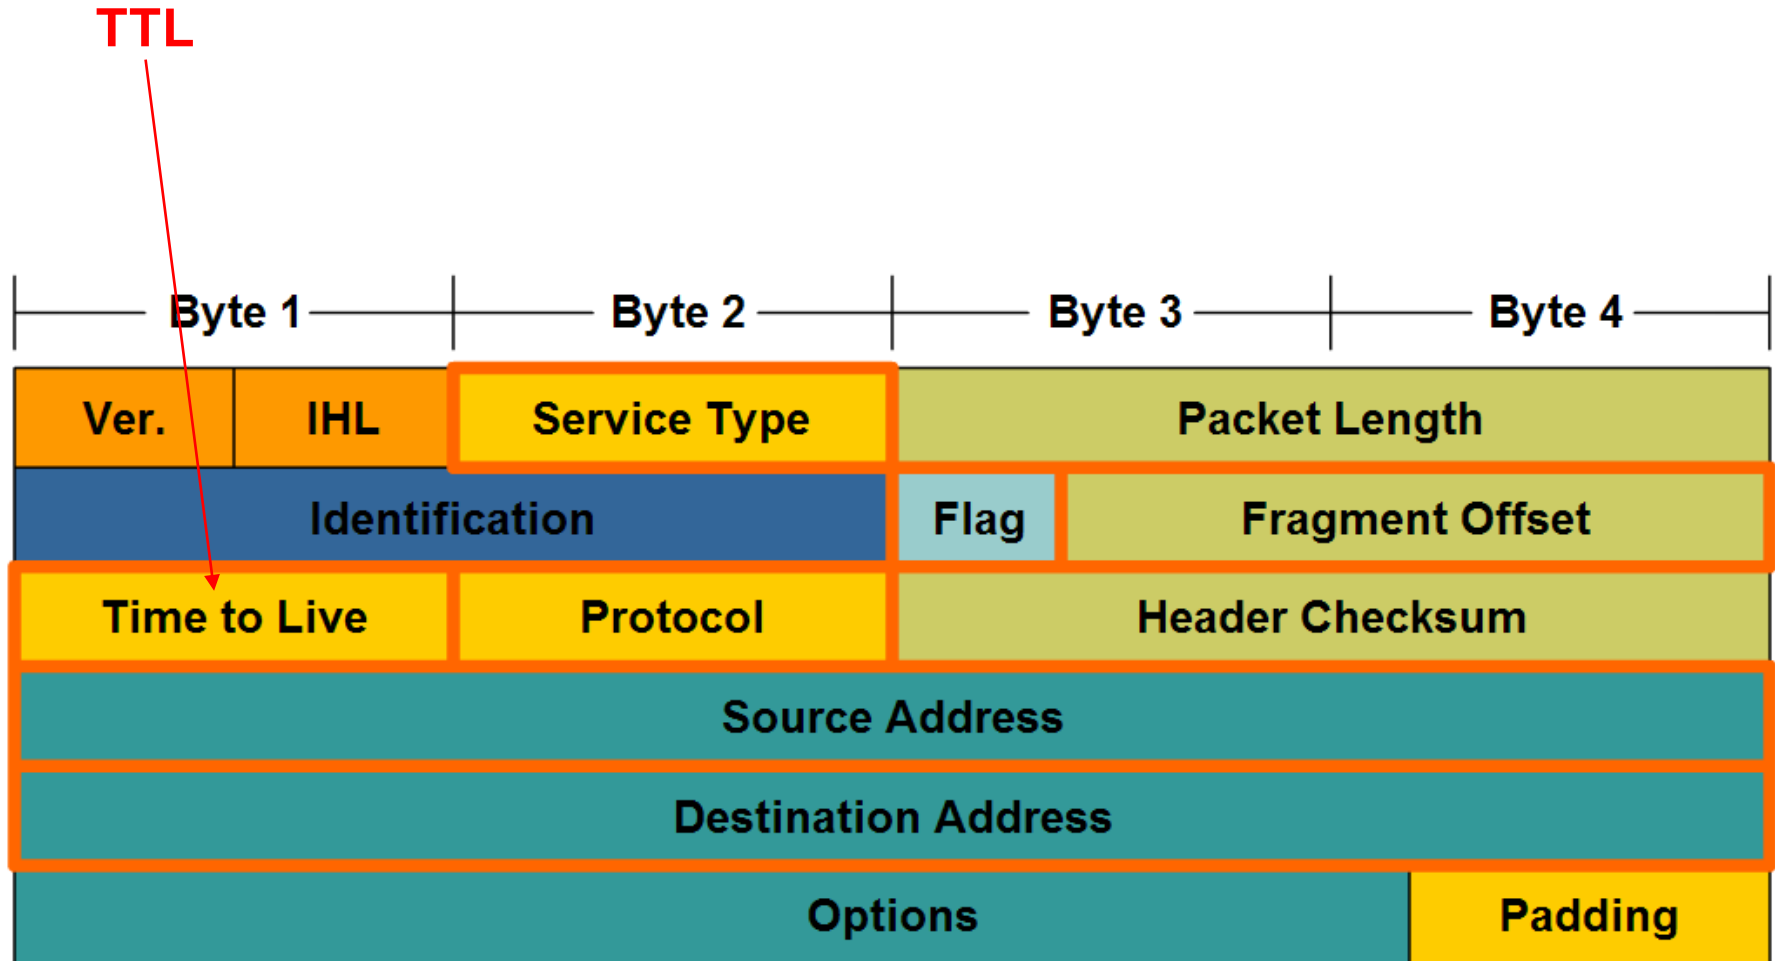 TTL
Byte 1 Byte 2 Byte 3 Byte 4
Ver. IHL Service Type Packet Length
Identification Flag Fragment Offset
Time to Live Protocol Header Checksum
Source Address
Destination Address
Options Padding